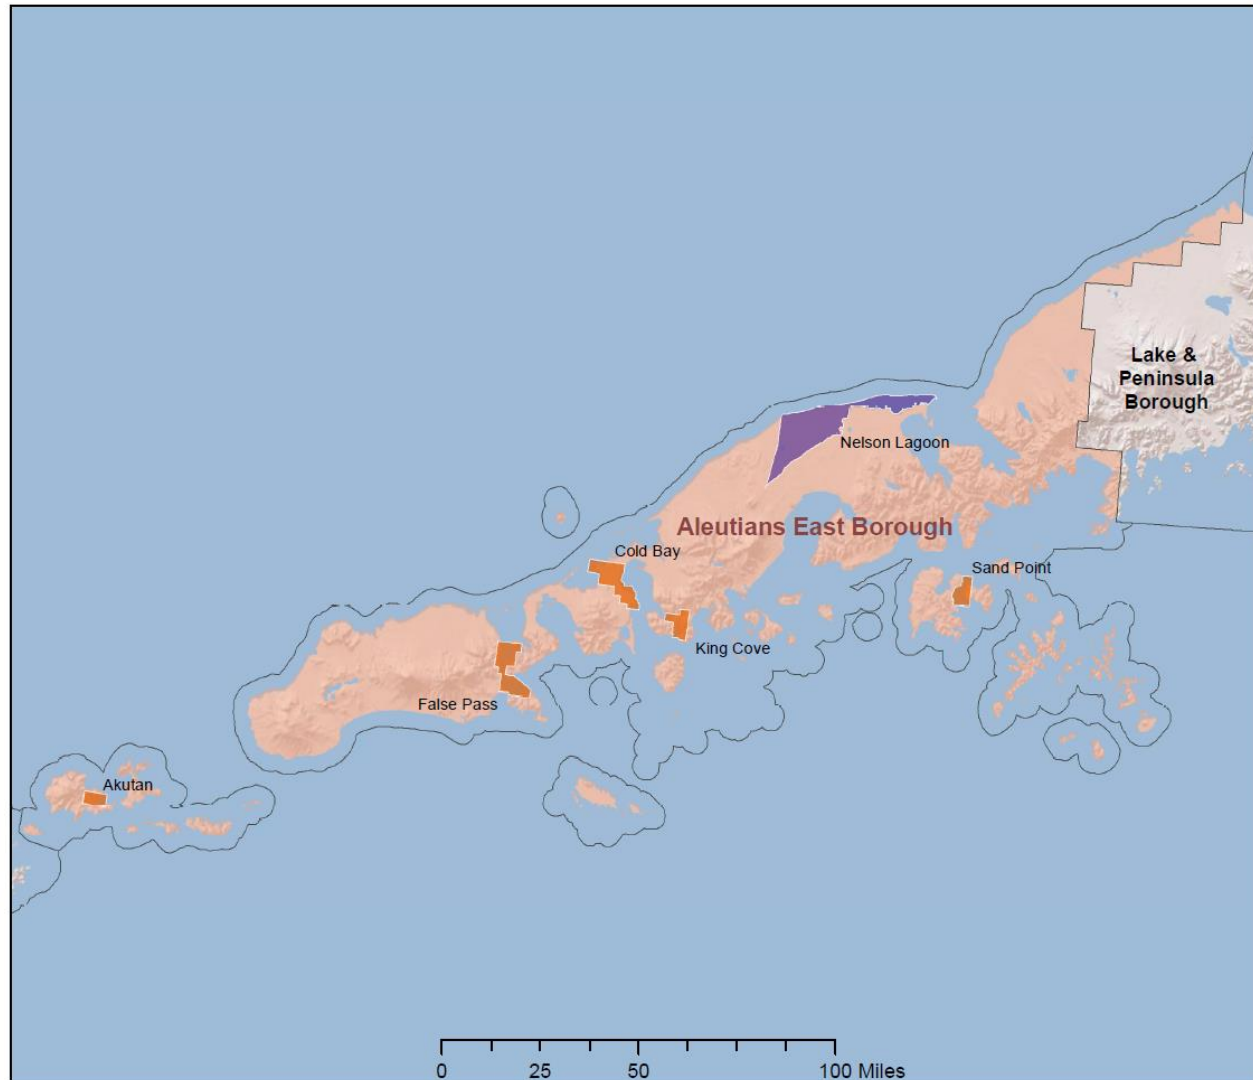 Lake &
Peninsula
Borough
Nelson Lagoon
Aleutians East Borough
Cold Bay
Sand Point
King Cove
False Pass
Akutan
0 25 50 100 Miles